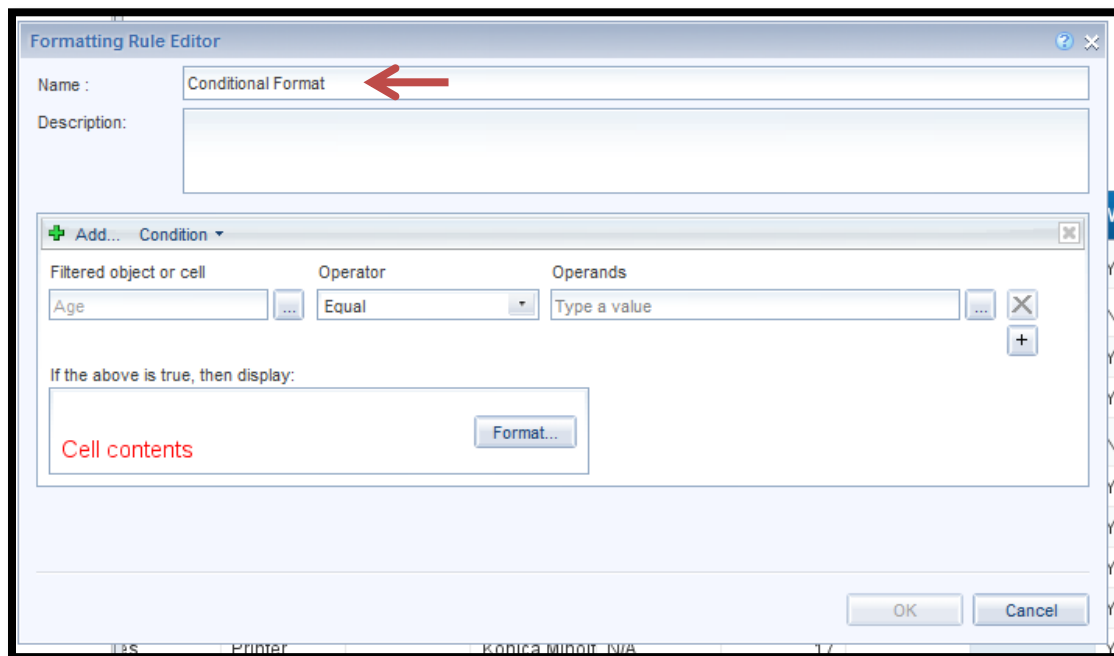 Formatting Rule Editor
Name :
Conditional Format
Description:
Add... Condition
Filtered object or cell Operator Operands
Age ... Equal Type a value ...
+
If the above is true, then display:
Cell contents Format...
OK Cancel
Printer Konica Minolt N/A 17